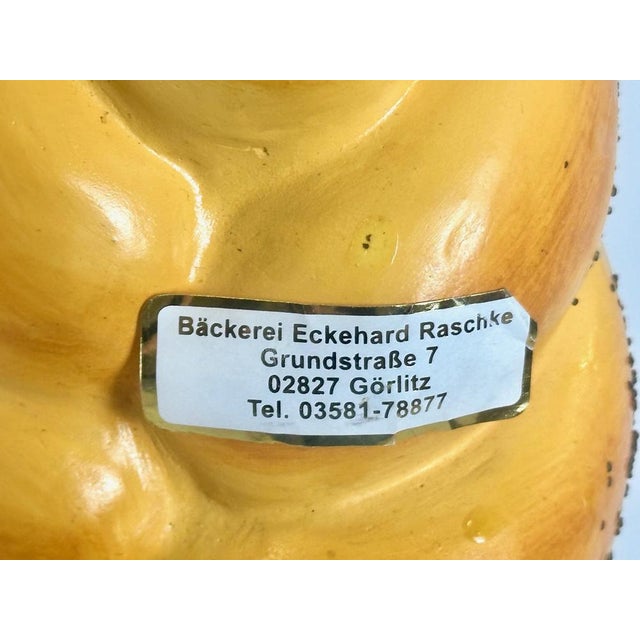 Bäckerei Eckehard Raschke
Grundstraße 7
02827 Görlitz
Tel. 03581-78877